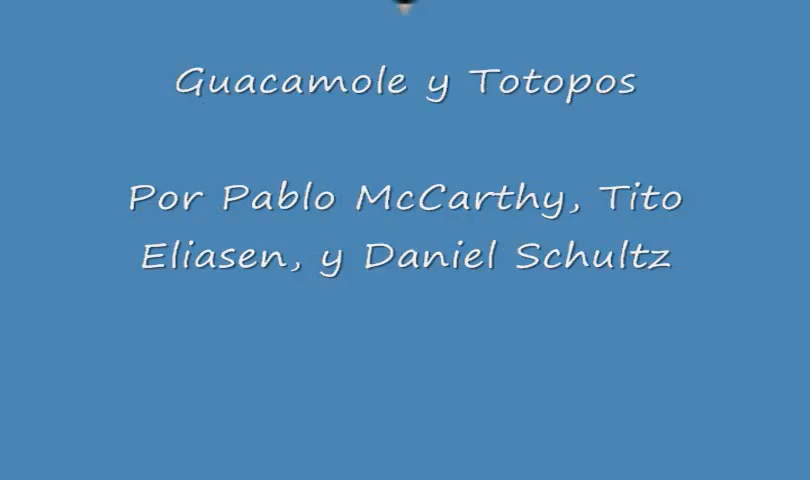 Guacamole y Totopos
Por Pablo McCarthy, Tito
Eliasen, y Daniel Schultz